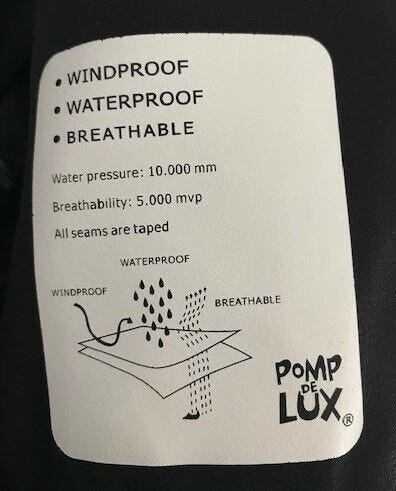 • WINDPROOF
• WATERPROOF
• BREATHABLE
Water pressure: 10.000 mm
Breathability: 5.000 mvp
All seams are taped
WATERPROOF
WINDPROOF
BREATHABLE
POMP
DE
LUX®